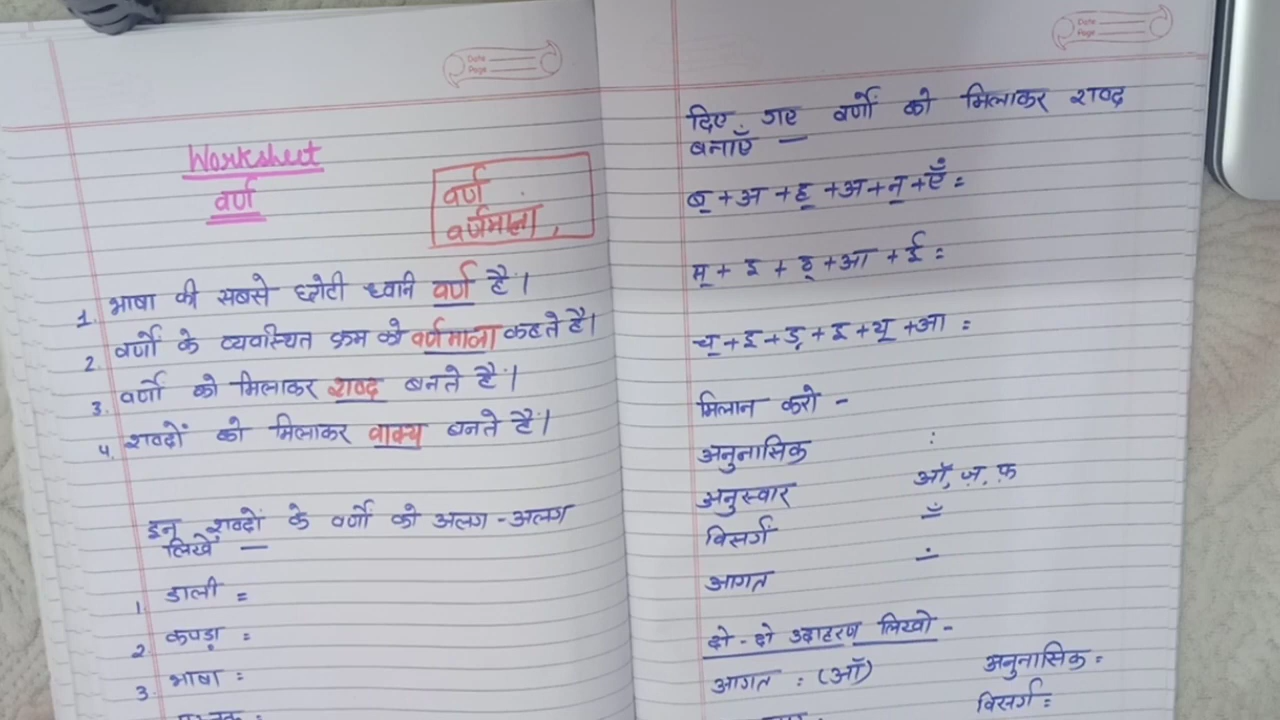 Date
Page
Worksheet
वर्ण
वर्ण
वर्णमाला,
1. भाषा की सबसे छोटी ध्वनि वर्ण है।
2. वर्णों के व्यवस्थित क्रम को वर्णमाला कहते है।
3. वर्णो को मिलाकर शब्द बनते है।
4. शब्दों को मिलाकर वाक्य बनते है।
इन शब्दों के वर्णों को अलग-अलग
लिखें —
1. डाली =
2. कपड़ा =
3. भाषा =
Date
Page
दिए गए वर्णों को मिलाकर शब्द
बनाएँ —
ब्+अ+ह्+अ+न्+एँ =
म्+इ+ठ्+आ+ई =
च्+इ+ड़्+इ+य्+आ =
मिलान करो -
अनुनासिक :
अनुस्वार ऑ, ज़, फ़
विसर्ग ँ
आगत ं
दो-दो उदाहरण लिखो -
आगत : (ऑ) अनुनासिक =
विसर्ग =